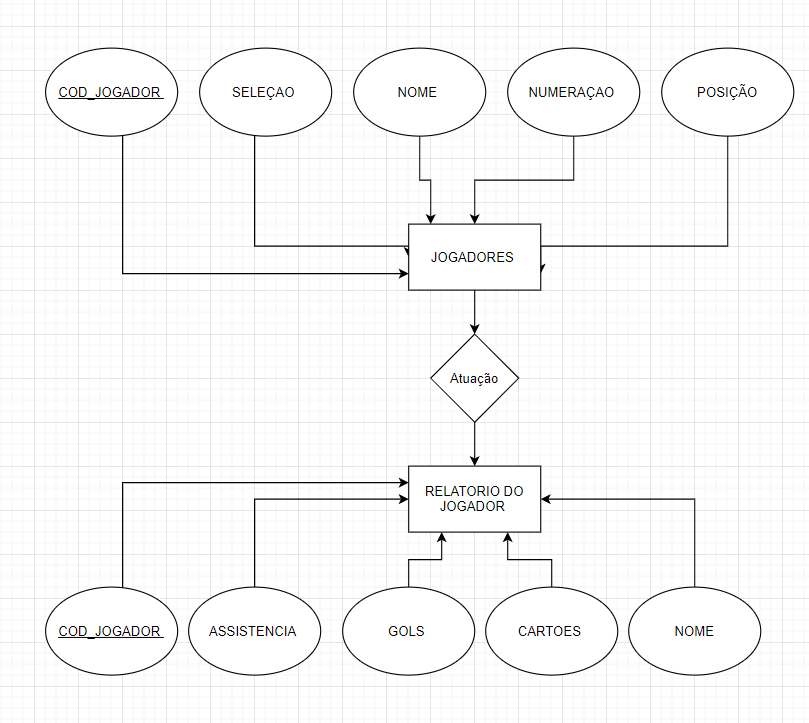 COD_JOGADOR
SELEÇAO
NOME
NUMERAÇAO
POSIÇÃO
JOGADORES
Atuação
RELATORIO DO
JOGADOR
COD_JOGADOR
ASSISTENCIA
GOLS
CARTOES
NOME